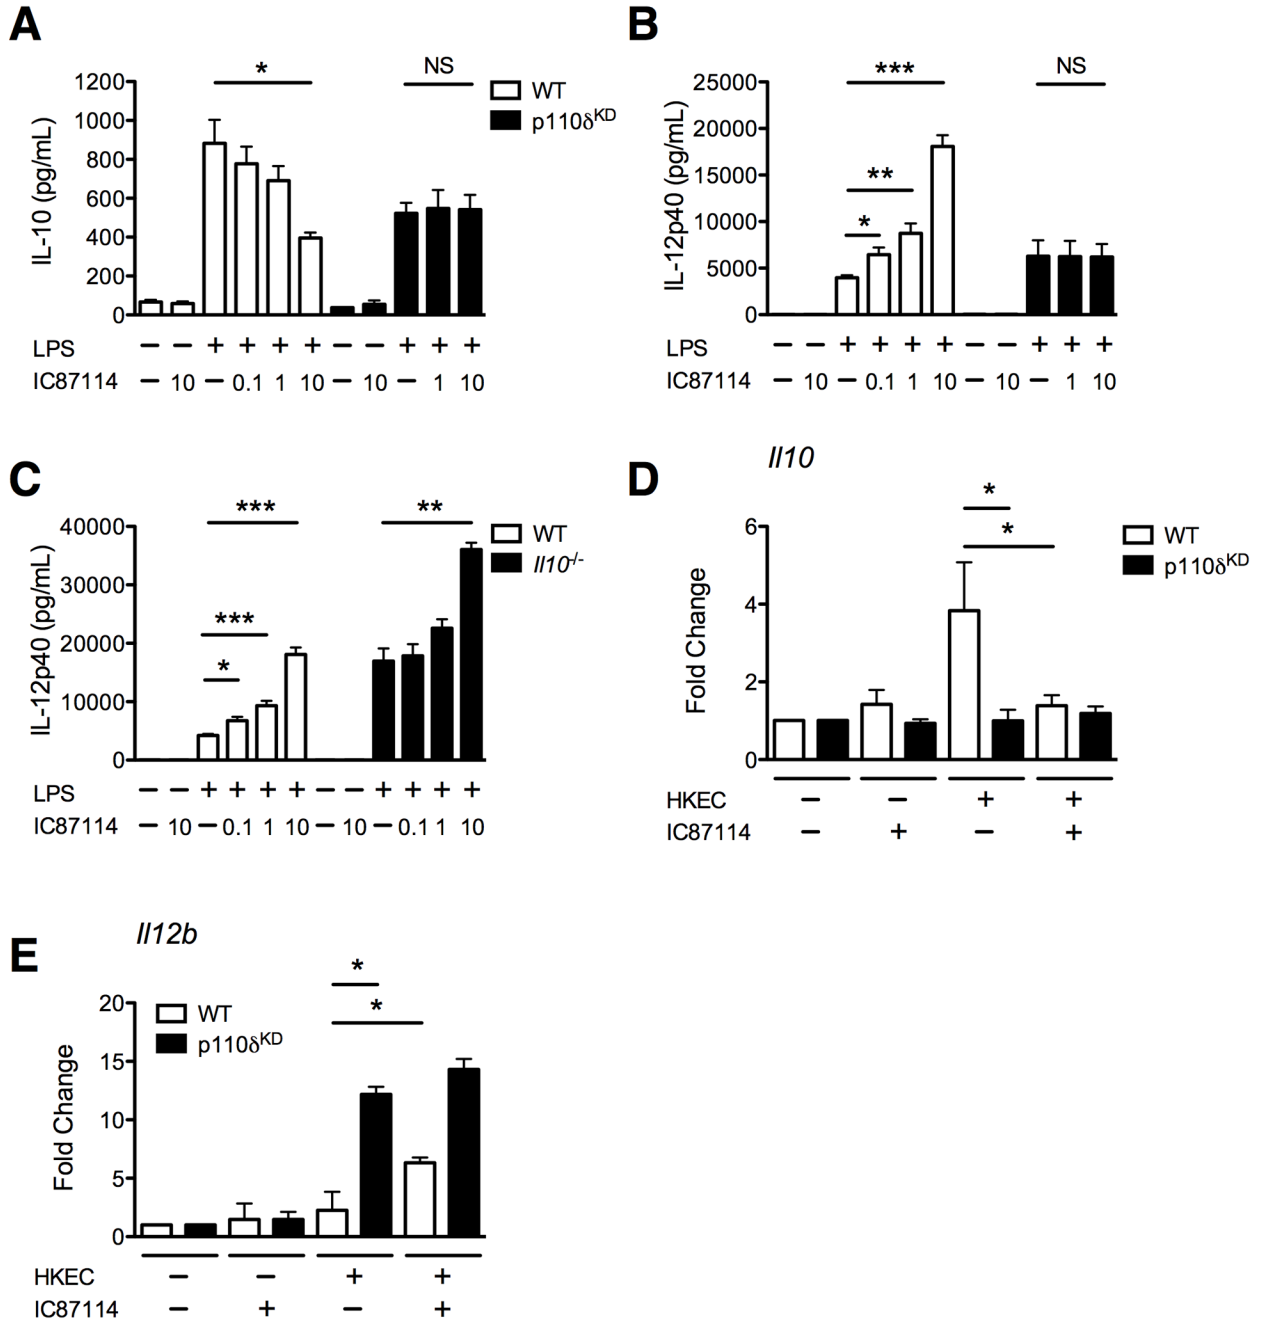 A
IL-10 (pg/mL)
1200
1000
800
600
400
200
0
*
NS
WT
p110δKD
LPS – – + + + + – – + + +
IC87114 – 10 – 0.1 1 10 – 10 – 1 10
B
IL-12p40 (pg/mL)
25000
20000
15000
10000
5000
0
***
**
*
NS
LPS – – + + + + – – + + +
IC87114 – 10 – 0.1 1 10 – 10 – 1 10
C
IL-12p40 (pg/mL)
40000
30000
20000
10000
0
***
***
*
**
WT
Il10-/-
LPS – – + + + + – – + + + +
IC87114 – 10 – 0.1 1 10 – 10 – 0.1 1 10
D
Il10
Fold Change
6
4
2
0
*
*
WT
p110δKD
HKEC – – + +
IC87114 – + – +
E
Il12b
Fold Change
20
15
10
5
0
WT
p110δKD
*
*
HKEC – – + +
IC87114 – + – +